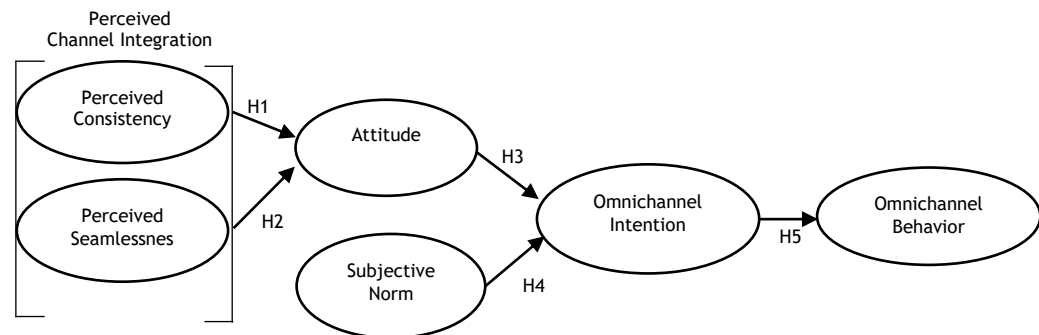 Perceived
Channel Integration
Perceived
Consistency
H1
Attitude
H3
Perceived
Seamlessnes
H2
Omnichannel
Intention
H5
Omnichannel
Behavior
Subjective
Norm
H4